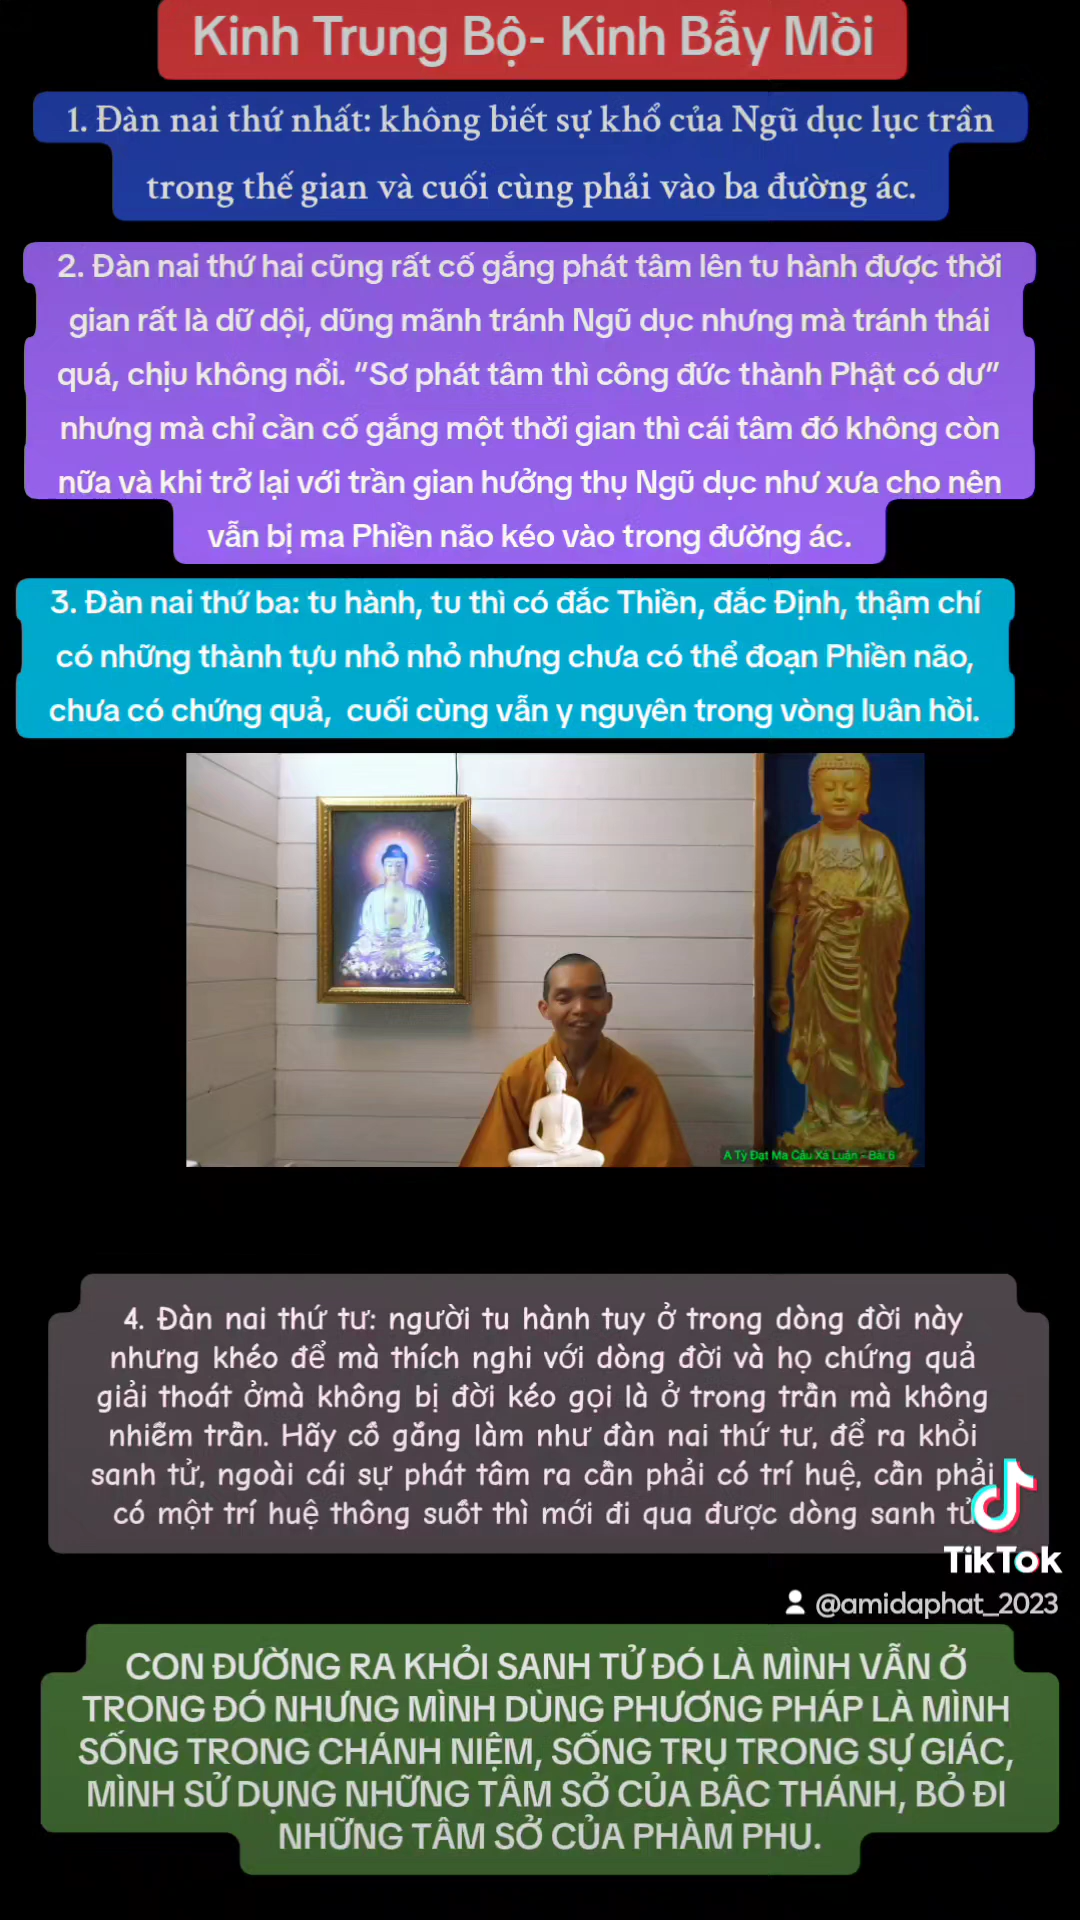 Kinh Trung Bộ- Kinh Bẫy Mồi
1. Đàn nai thứ nhất: không biết sự khổ của Ngũ dục lục trần
trong thế gian và cuối cùng phải vào ba đường ác.
2. Đàn nai thứ hai cũng rất cố gắng phát tâm lên tu hành được thời
gian rất là dữ dội, dũng mãnh tránh Ngũ dục nhưng mà tránh thái
quá, chịu không nổi. "Sơ phát tâm thì công đức thành Phật có dư"
nhưng mà chỉ cần cố gắng một thời gian thì cái tâm đó không còn
nữa và khi trở lại với trần gian hưởng thụ Ngũ dục như xưa cho nên
vẫn bị ma Phiền não kéo vào trong đường ác.
3. Đàn nai thứ ba: tu hành, tu thì có đắc Thiền, đắc Định, thậm chí
có những thành tựu nho nhỏ nhưng chưa có thể đoạn Phiền não,
chưa có chứng quả, cuối cùng vẫn y nguyên trong vòng luân hồi.
A Tỳ Đạt Ma Câu Xá Luận - Bài 6
4. Đàn nai thứ tư: người tu hành tuy ở trong dòng đời này
nhưng khéo để mà thích nghi với dòng đời và họ chứng quả
giải thoát ởmà không bị đời kéo gọi là ở trong trần mà không
nhiễm trần. Hãy cố gắng làm như đàn nai thứ tư, để ra khỏi
sanh tử, ngoài cái sự phát tâm ra cần phải có trí huệ, cần phải
có một trí huệ thông suốt thì mới đi qua được dòng sanh tử
TikTok
@amidaphat_2023
CON ĐƯỜNG RA KHỎI SANH TỬ ĐÓ LÀ MÌNH VẪN Ở
TRONG ĐÓ NHƯNG MÌNH DÙNG PHƯƠNG PHÁP LÀ MÌNH
SỐNG TRONG CHÁNH NIỆM, SỐNG TRỤ TRONG SỰ GIÁC,
MÌNH SỬ DỤNG NHỮNG TÂM SỞ CỦA BẬC THÁNH, BỎ ĐI
NHỮNG TÂM SỞ CỦA PHÀM PHU.